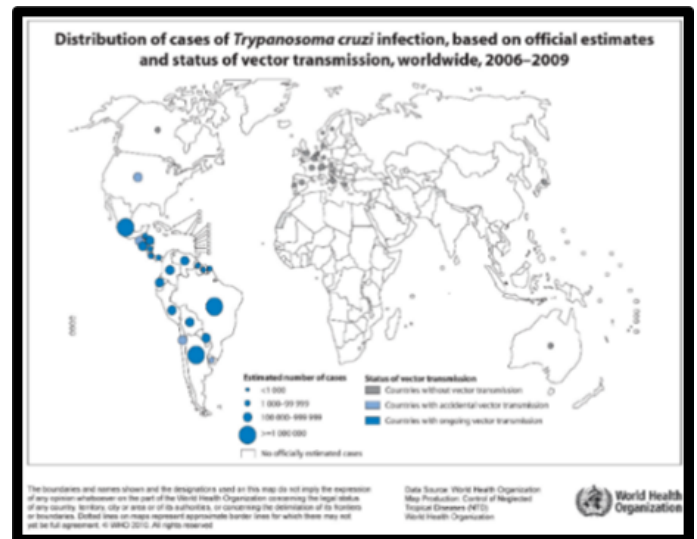 Distribution of cases of Trypanosoma cruzi infection, based on official estimates
and status of vector transmission, worldwide, 2006–2009
Estimated number of cases
<1 000
1 000–99 999
100 000–999 999
>=1 000 000
No officially estimated cases
Status of vector transmission
Countries without vector transmission
Countries with accidental vector transmission
Countries with ongoing vector transmission
The boundaries and names shown and the designations used on this map do not imply the expression
of any opinion whatsoever on the part of the World Health Organization concerning the legal status
of any country, territory, city or area or of its authorities, or concerning the delimitation of its frontiers
or boundaries. Dotted lines on maps represent approximate border lines for which there may not
yet be full agreement. © WHO 2010. All rights reserved
Data Source: World Health Organization
Map Production: Control of Neglected
Tropical Diseases (NTD)
World Health Organization
World Health
Organization